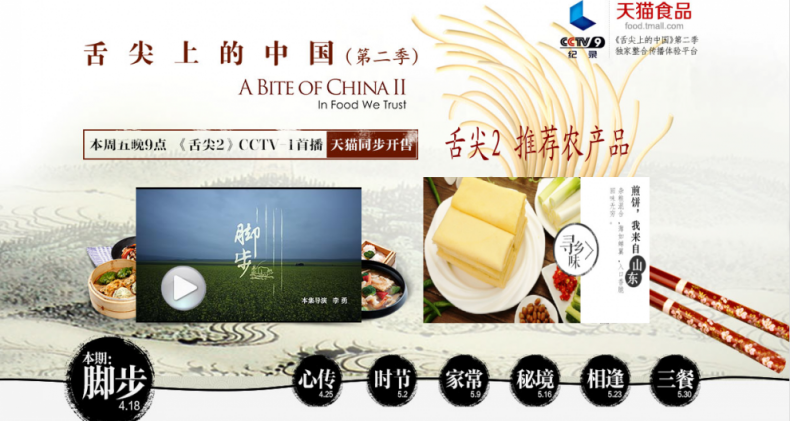 舌尖上的中国(第二季)
A BITE OF CHINA II
In Food We Trust
CCTV 9
纪录
天猫食品
food.tmall.com
《舌尖上的中国》第二季
独家整合传播体验平台
本周五晚9点 《舌尖2》CCTV-1首播 天猫同步开售
舌尖2 推荐农产品
脚步
本集导演 李勇
煎饼，我来自山东
寻乡味
本期:
脚步
4.18
心传
4.25
时节
5.2
家常
5.9
秘境
5.16
相逢
5.23
三餐
5.30